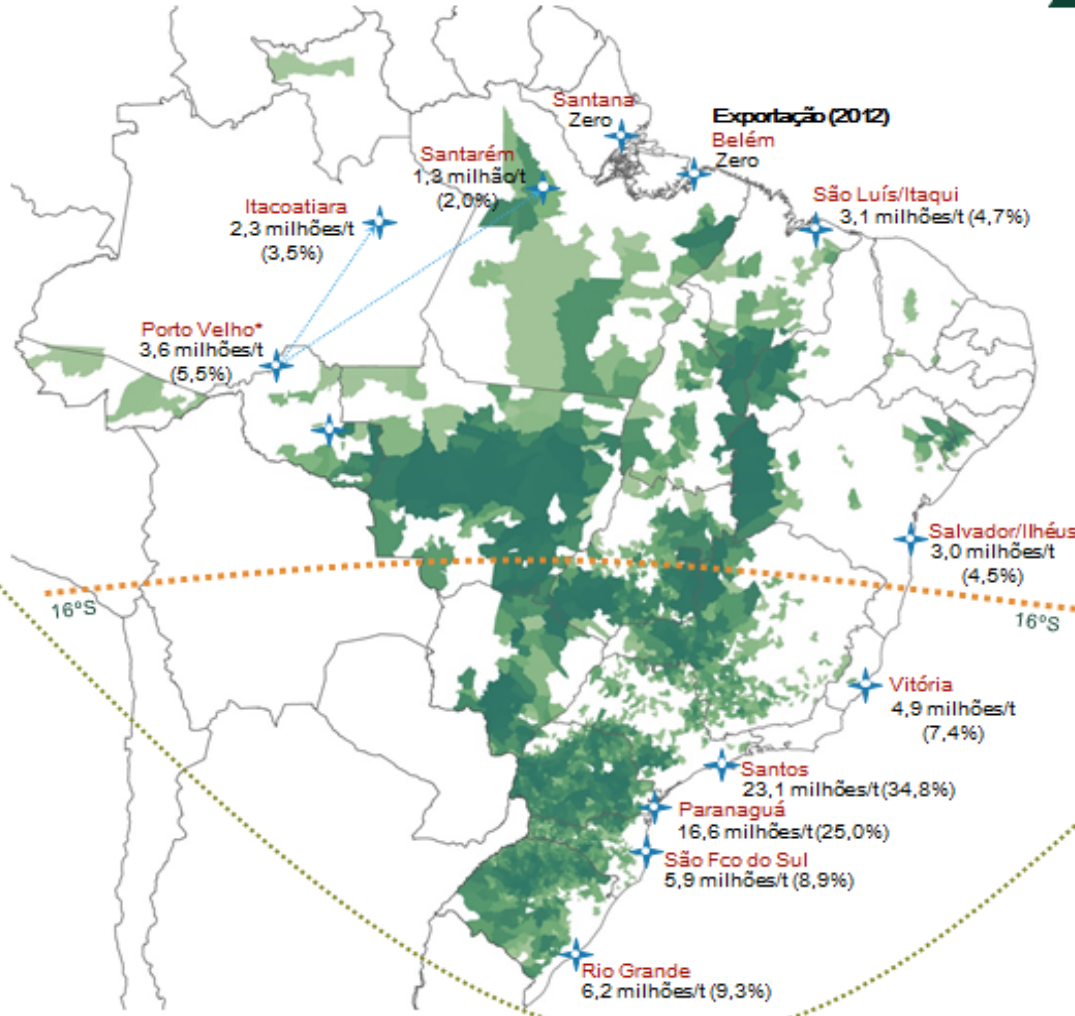 Santana
Zero
Exportação (2012)
Belém
Zero
Santarém
1,3 milhão/t
(2,0%)
São Luís/Itaqui
3,1 milhões/t (4,7%)
Itacoatiara
2,3 milhões/t
(3,5%)
Porto Velho*
3,6 milhões/t
(5,5%)
Salvador/Ilhéus
3,0 milhões/t
(4,5%)
16°S
16°S
Vitória
4,9 milhões/t
(7,4%)
Santos
23,1 milhões/t (34,8%)
Paranaguá
16,6 milhões/t (25,0%)
São Fco do Sul
5,9 milhões/t (8,9%)
Rio Grande
6,2 milhões/t (9,3%)